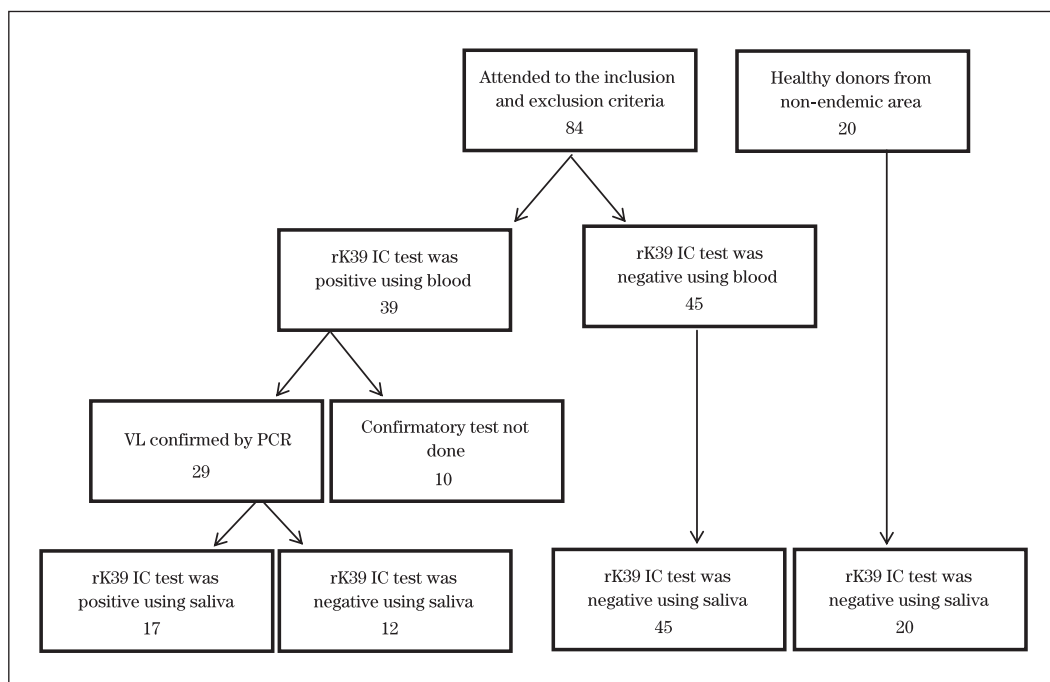 Attended to the inclusion
and exclusion criteria
84
Healthy donors from
non-endemic area
20
rK39 IC test was
positive using blood
39
rK39 IC test was
negative using blood
45
VL confirmed by PCR
29
Confirmatory test not
done
10
rK39 IC test was
positive using saliva
17
rK39 IC test was
negative using saliva
12
rK39 IC test was
negative using saliva
45
rK39 IC test was
negative using saliva
20